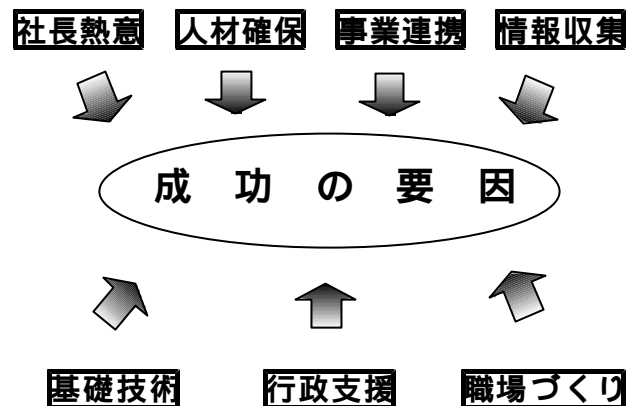 社長熱意 人材確保 事業連携 情報収集
成功の要因
基礎技術 行政支援 職場づくり